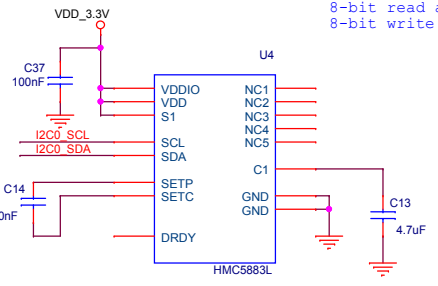 8-bit read a
8-bit write
VDD_3.3V
U4
C37
100nF
VDDIO
VDD
S1
NC1
NC2
NC3
NC4
NC5
I2C0_SCL
I2C0_SDA
SCL
SDA
C1
C14
0nF
SETP
SETC
GND
GND
C13
4.7uF
DRDY
HMC5883L